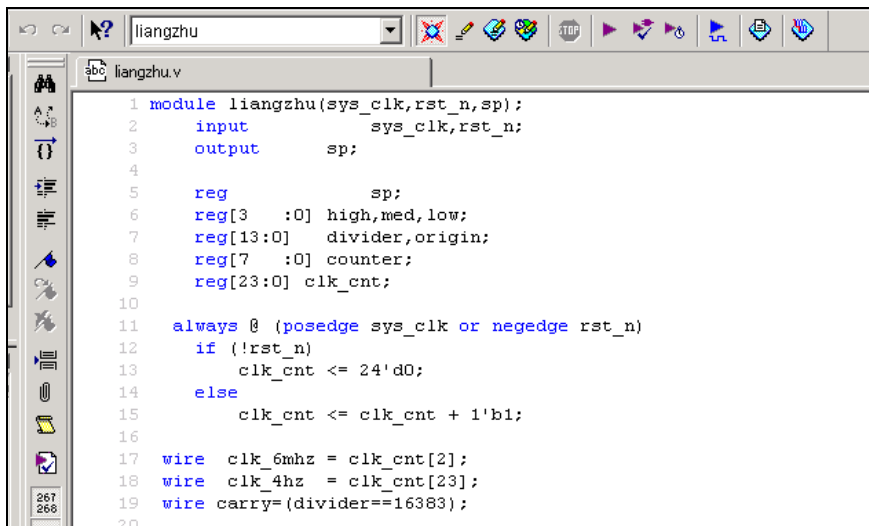 liangzhu
STOP
abc liangzhu.v
1 module liangzhu(sys_clk,rst_n,sp);
2 input sys_clk,rst_n;
3 output sp;
4
5 reg sp;
6 reg[3 :0] high,med,low;
7 reg[13:0] divider,origin;
8 reg[7 :0] counter;
9 reg[23:0] clk_cnt;
10
11 always @ (posedge sys_clk or negedge rst_n)
12 if (!rst_n)
13 clk_cnt <= 24'd0;
14 else
15 clk_cnt <= clk_cnt + 1'b1;
16
17 wire clk_6mhz = clk_cnt[2];
18 wire clk_4hz = clk_cnt[23];
19 wire carry=(divider==16383);
20
A
B
{}
267
268